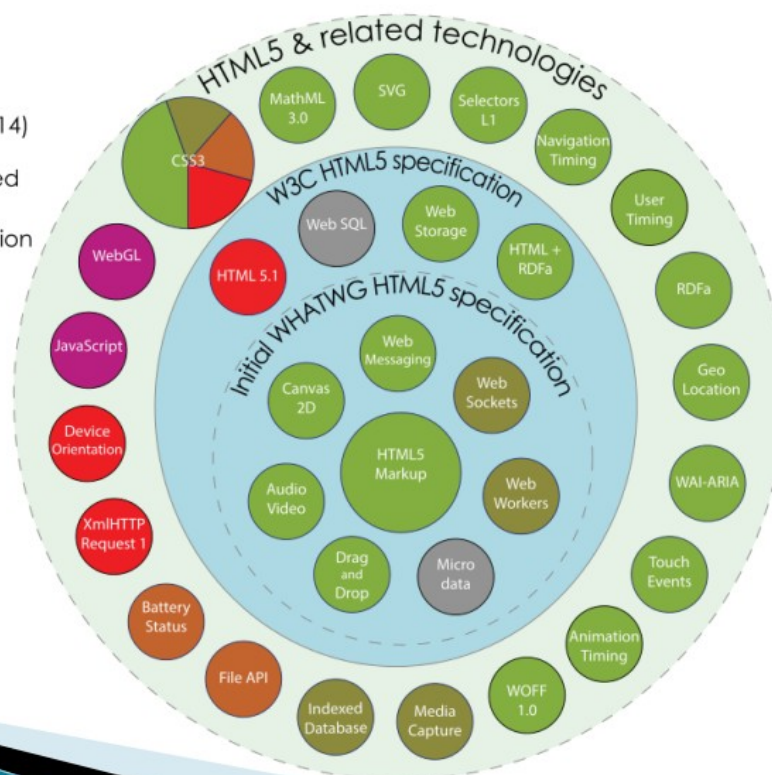 14)
ed
ion
HTML5 & related technologies
CSS3
MathML
3.0
SVG
Selectors
L1
Navigation
Timing
User
Timing
RDFa
Geo
Location
WAI-ARIA
Touch
Events
Animation
Timing
WOFF
1.0
Media
Capture
Indexed
Database
File API
Battery
Status
XmlHTTP
Request 1
Device
Orientation
JavaScript
WebGL
W3C HTML5 specification
HTML 5.1
Web SQL
Web
Storage
HTML +
RDFa
Initial WHATWG HTML5 specification
Web
Messaging
Canvas
2D
Web
Sockets
HTML5
Markup
Audio
Video
Web
Workers
Drag
and
Drop
Micro
data